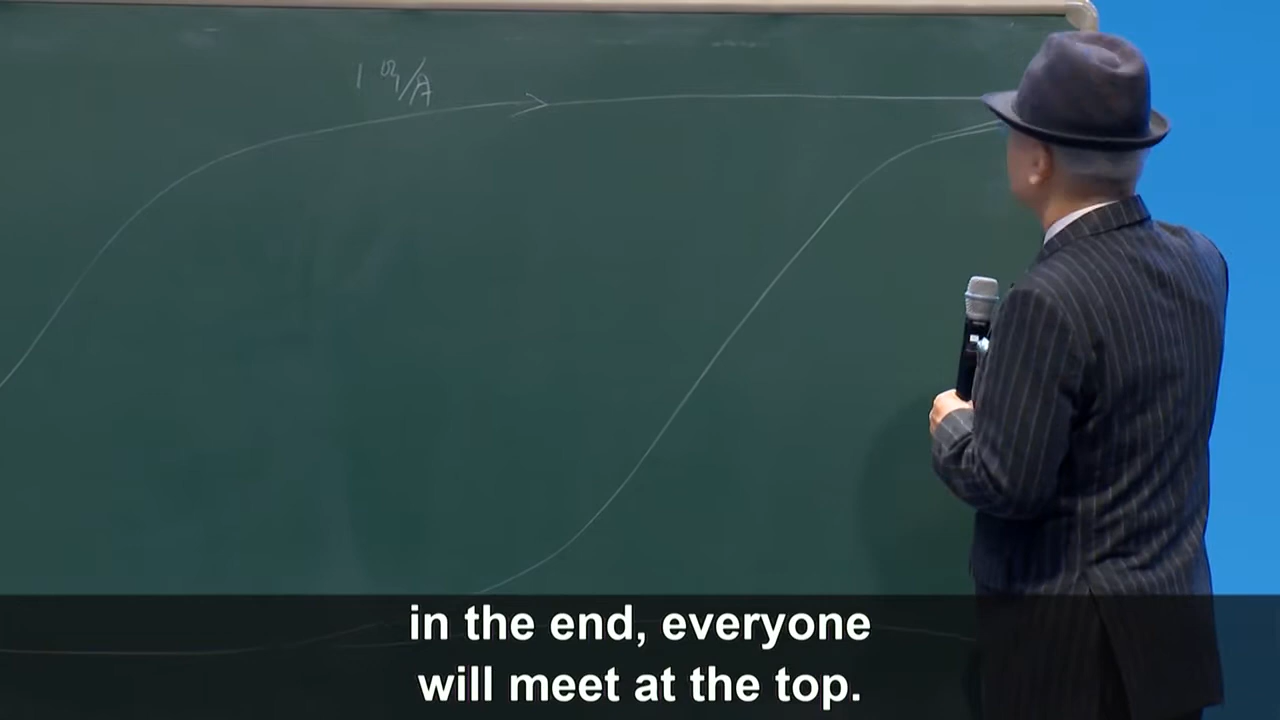 in the end, everyone
will meet at the top.